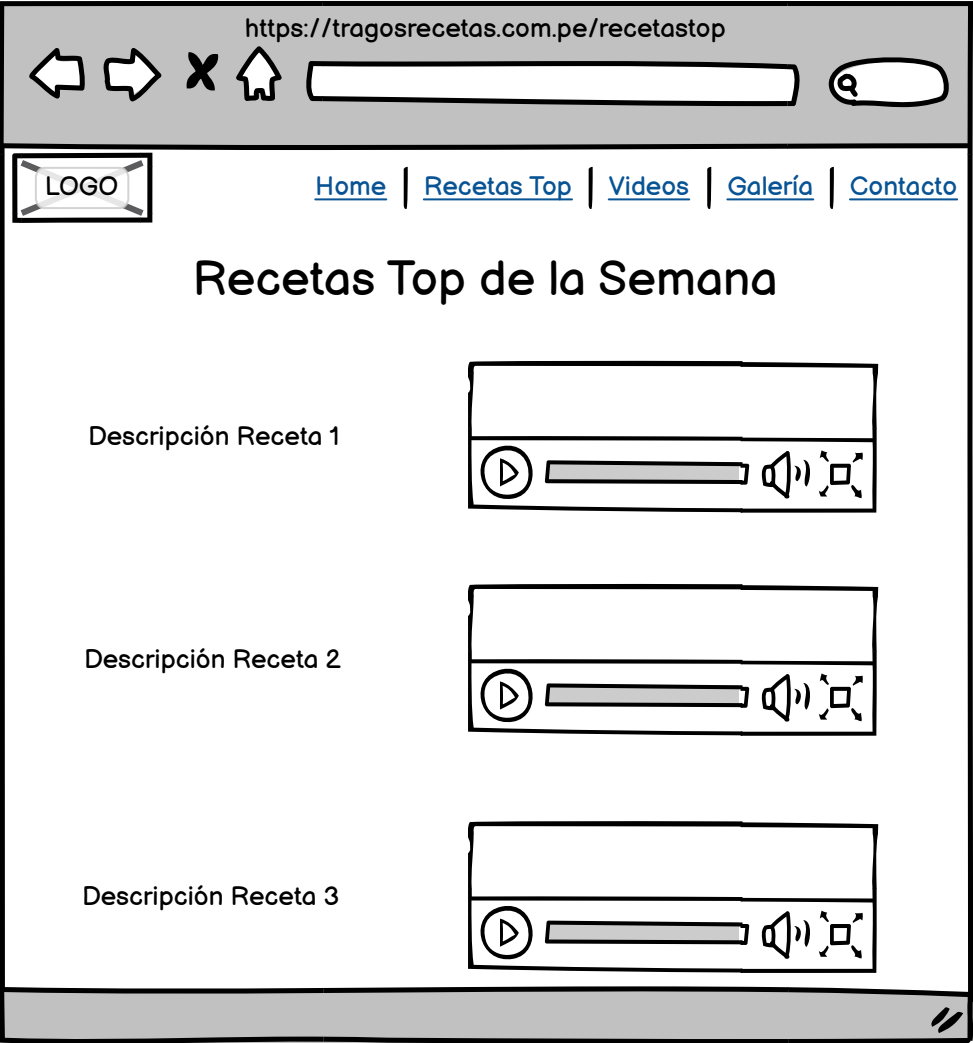 https://tragosrecetas.com.pe/recetastop
LOGO
Home | Recetas Top | Videos | Galería | Contacto
Recetas Top de la Semana
Descripción Receta 1
Descripción Receta 2
Descripción Receta 3